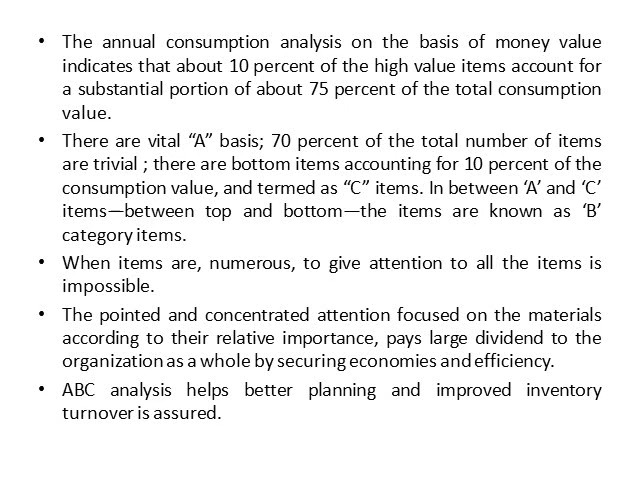 • The annual consumption analysis on the basis of money value
indicates that about 10 percent of the high value items account for
a substantial portion of about 75 percent of the total consumption
value.
• There are vital “A” basis; 70 percent of the total number of items
are trivial ; there are bottom items accounting for 10 percent of the
consumption value, and termed as “C” items. In between ‘A’ and ‘C’
items—between top and bottom—the items are known as ‘B’
category items.
• When items are, numerous, to give attention to all the items is
impossible.
• The pointed and concentrated attention focused on the materials
according to their relative importance, pays large dividend to the
organization as a whole by securing economies and efficiency.
• ABC analysis helps better planning and improved inventory
turnover is assured.